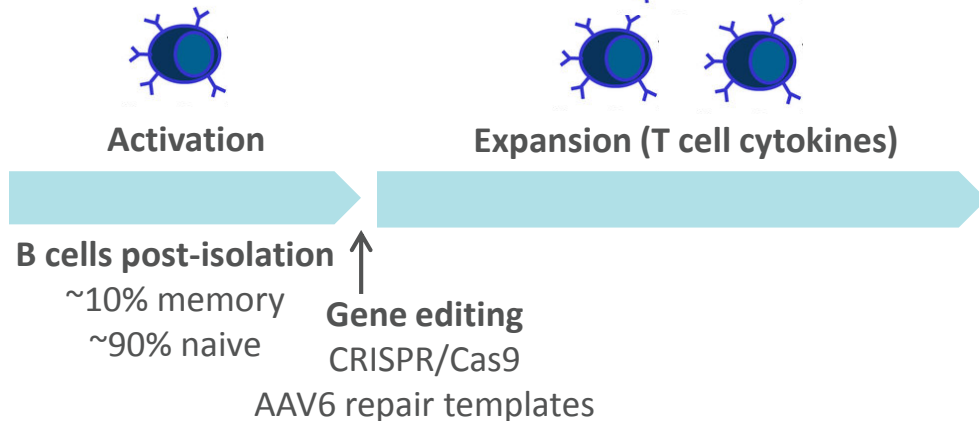 Activation
Expansion (T cell cytokines)
B cells post-isolation
~10% memory
~90% naive
Gene editing
CRISPR/Cas9
AAV6 repair templates